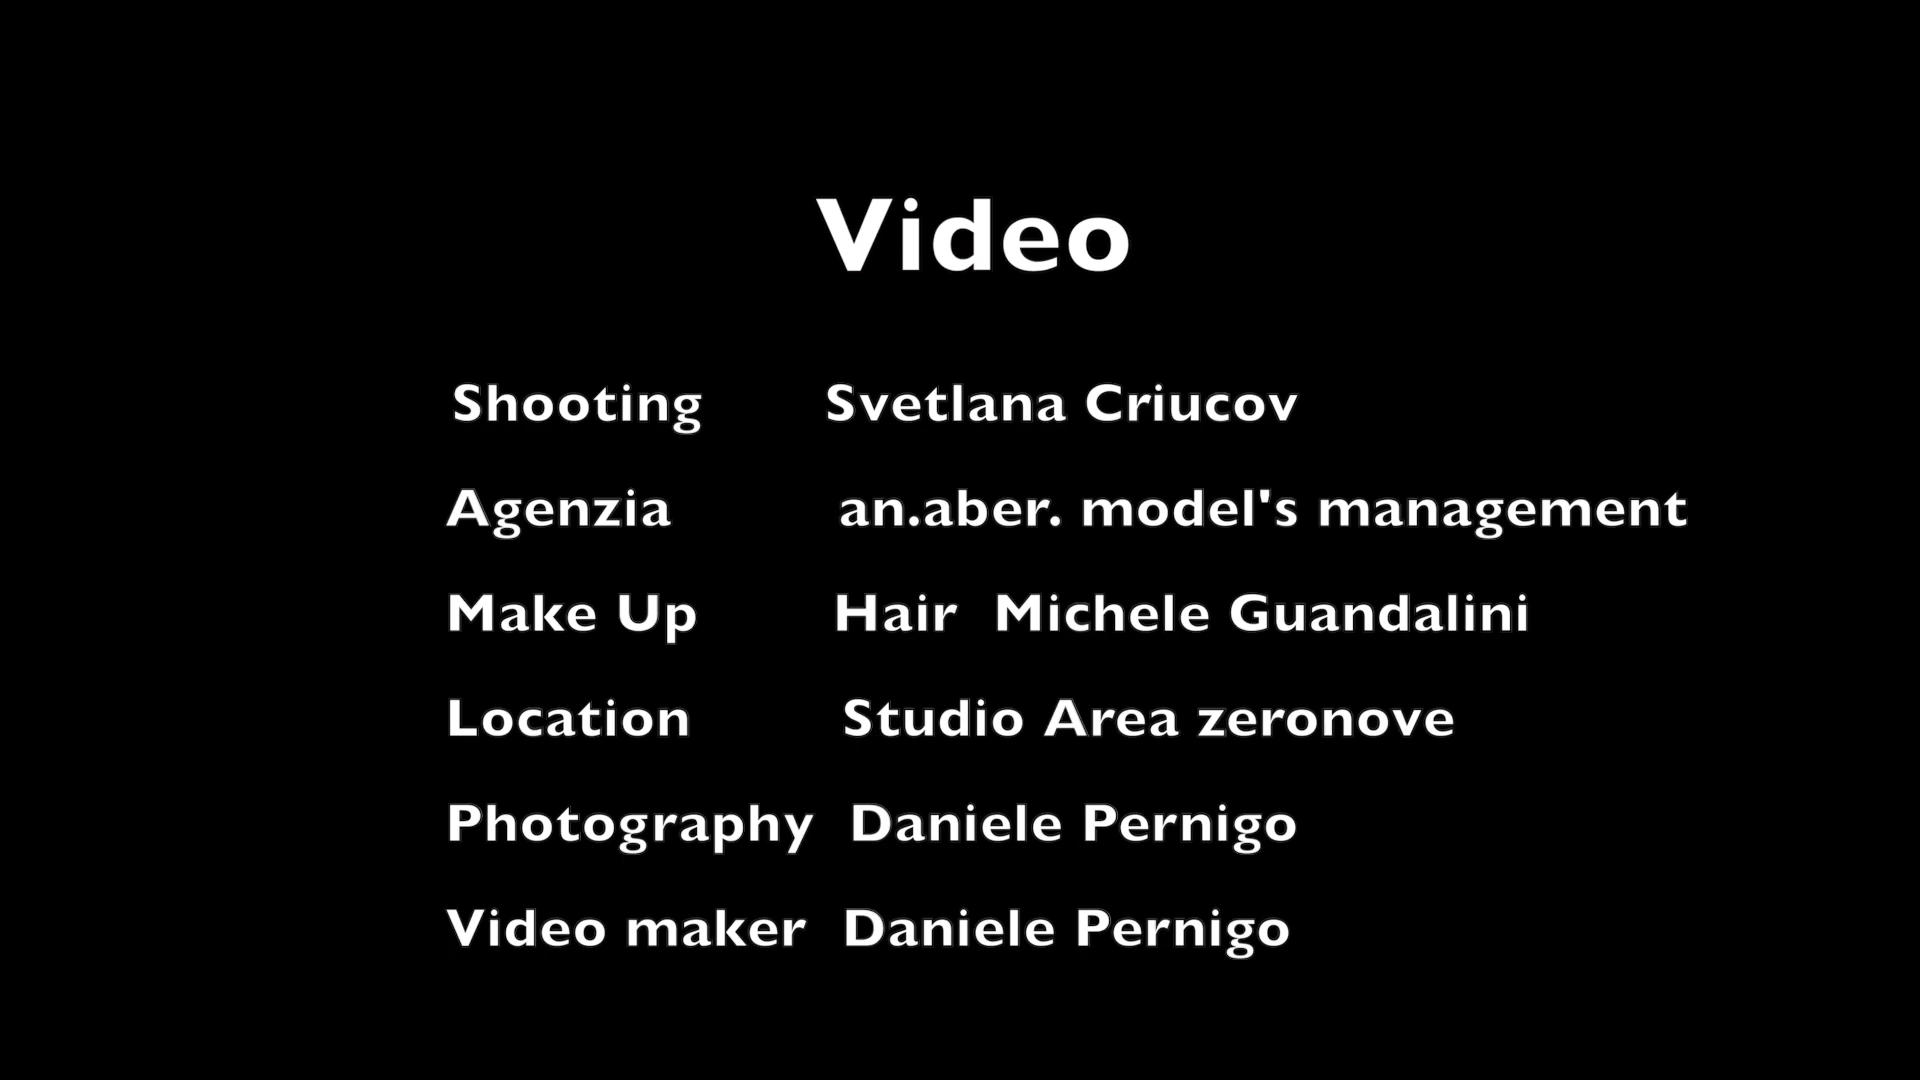 Video
Shooting Svetlana Criucov
Agenzia an.aber. model's management
Make Up Hair Michele Guandalini
Location Studio Area zeronove
Photography Daniele Pernigo
Video maker Daniele Pernigo